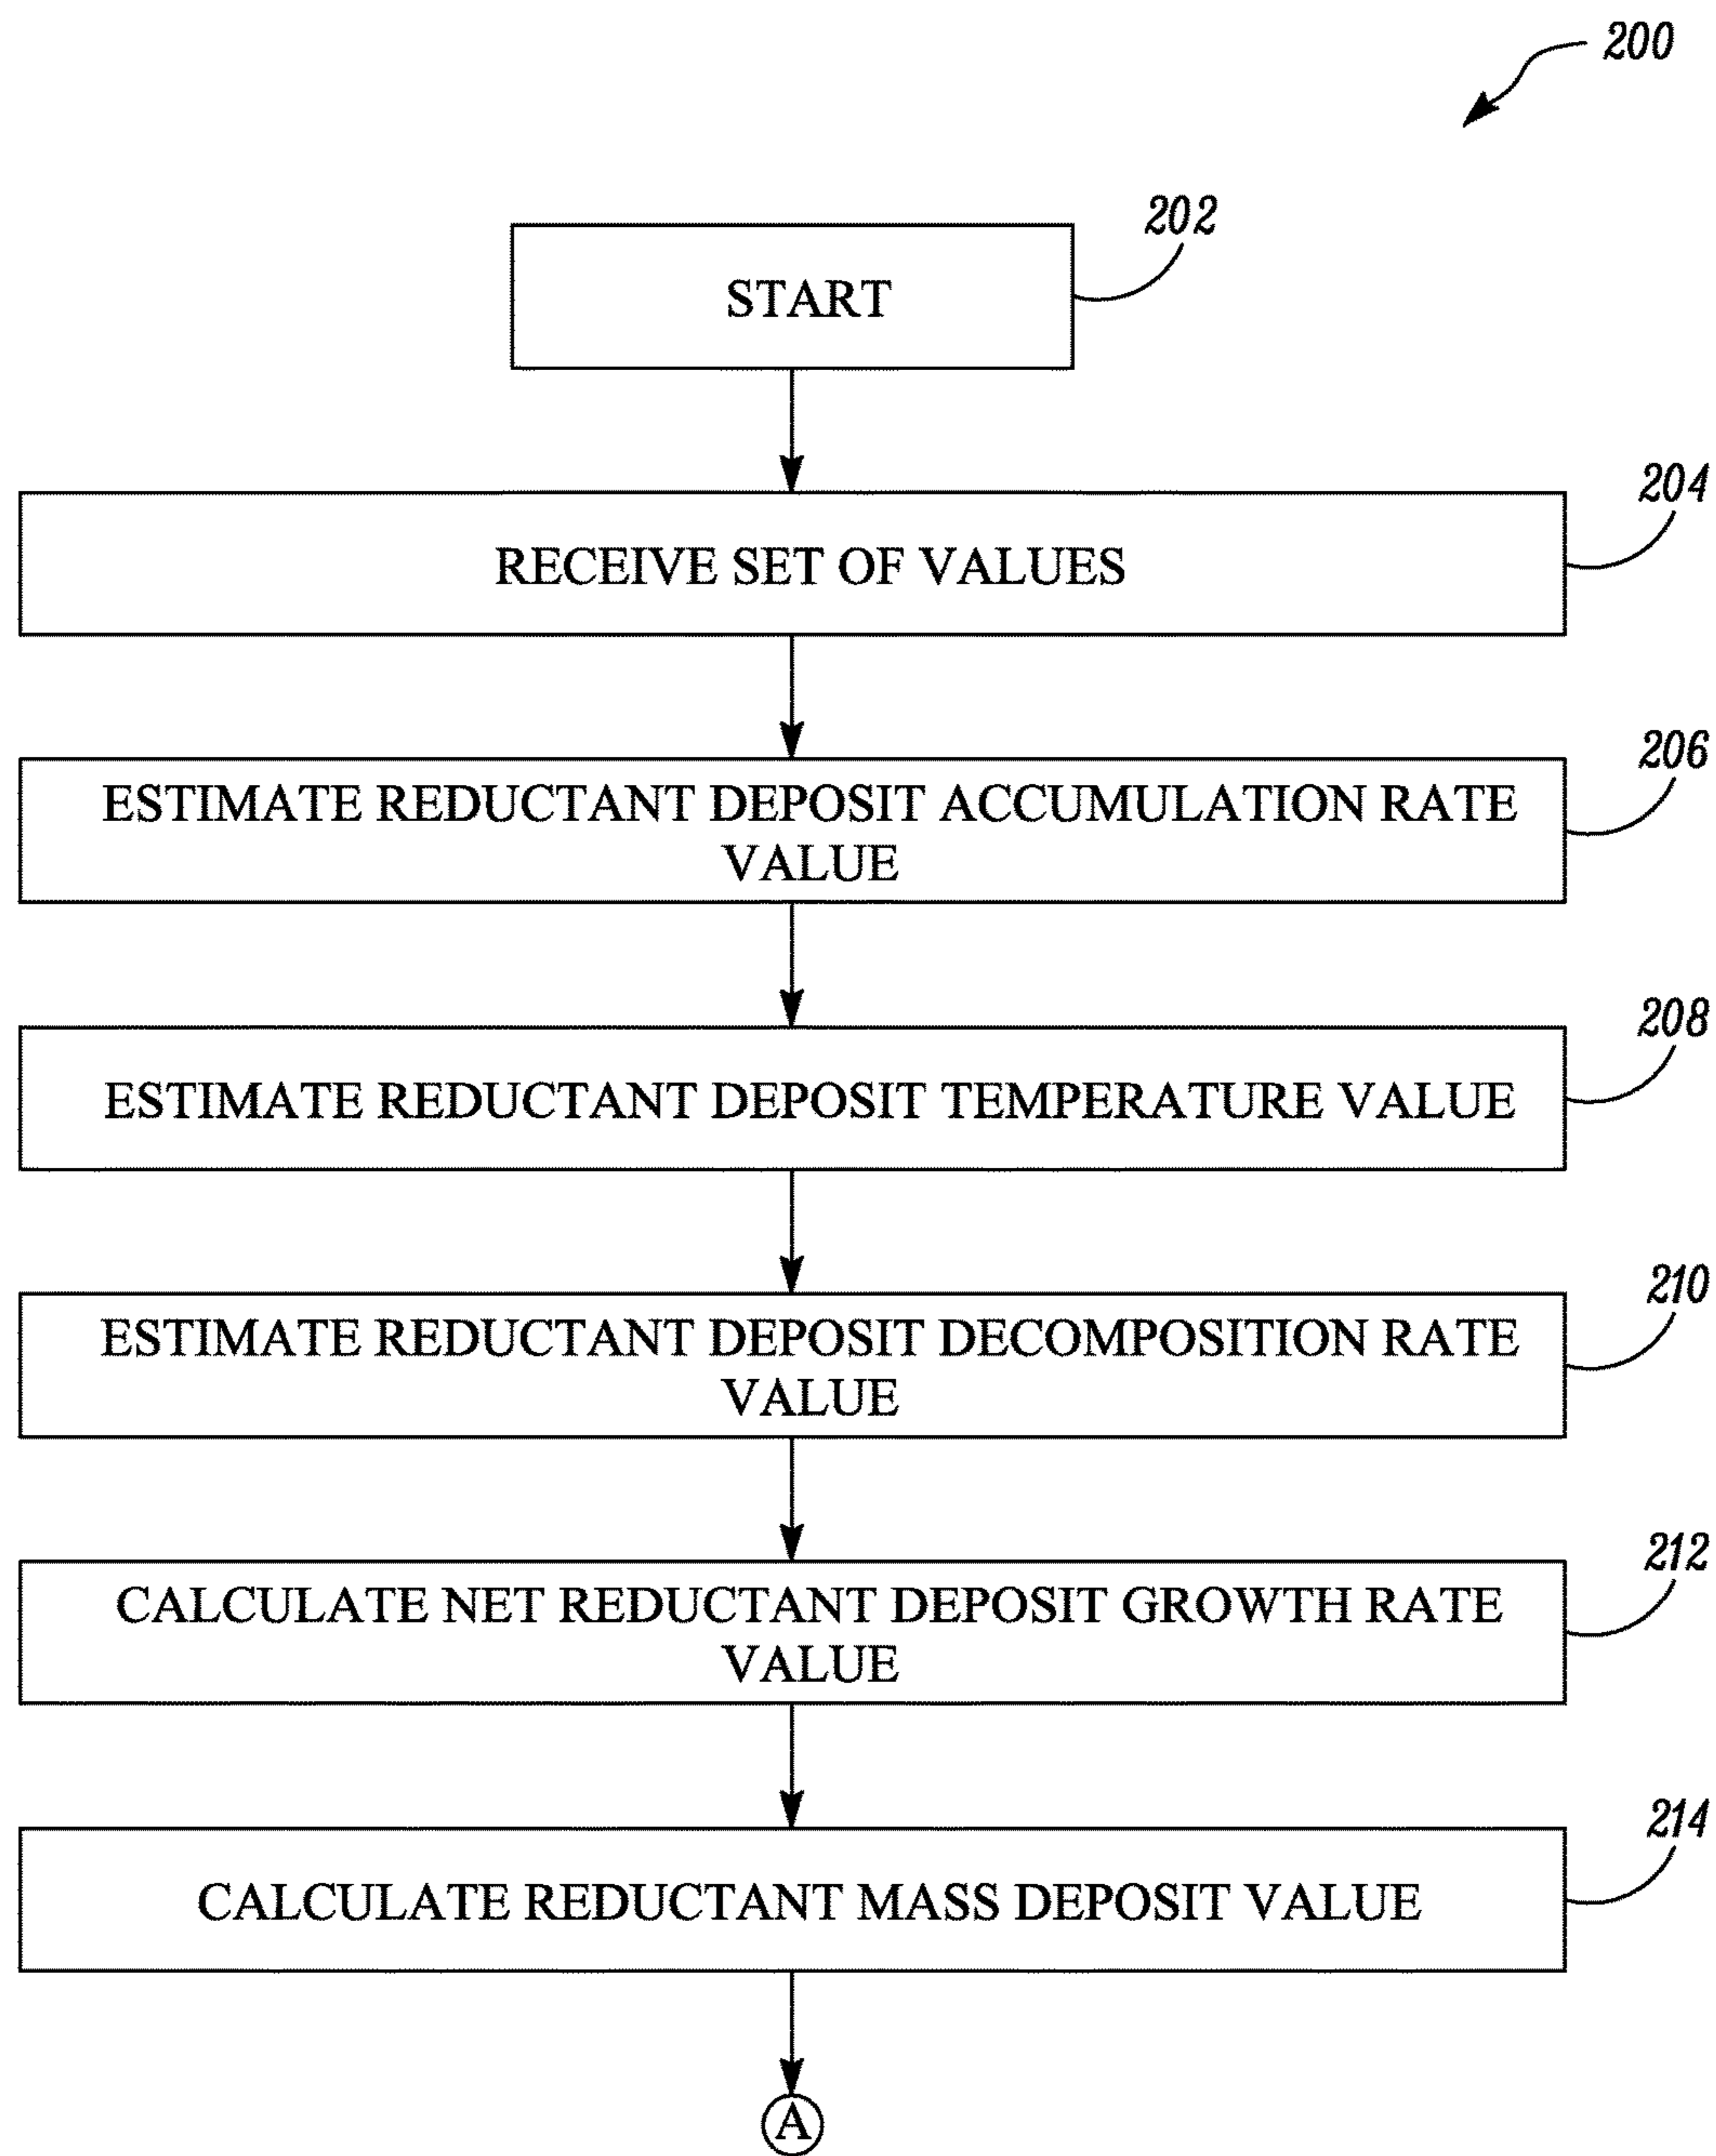 200
202
START
204
RECEIVE SET OF VALUES
206
ESTIMATE REDUCTANT DEPOSIT ACCUMULATION RATE
VALUE
208
ESTIMATE REDUCTANT DEPOSIT TEMPERATURE VALUE
210
ESTIMATE REDUCTANT DEPOSIT DECOMPOSITION RATE
VALUE
212
CALCULATE NET REDUCTANT DEPOSIT GROWTH RATE
VALUE
214
CALCULATE REDUCTANT MASS DEPOSIT VALUE
A